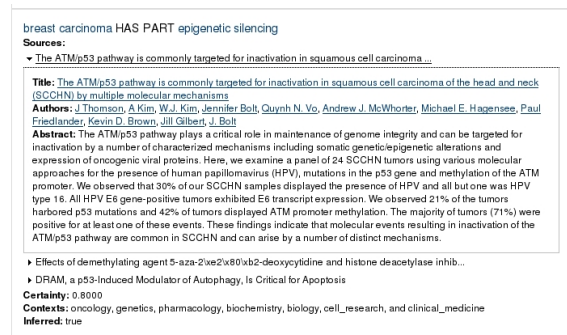 breast carcinoma HAS PART epigenetic silencing
Sources:
The ATM/p53 pathway is commonly targeted for inactivation in squamous cell carcinoma ...
Title: The ATM/p53 pathway is commonly targeted for inactivation in squamous cell carcinoma of the head and neck
(SCCHN) by multiple molecular mechanisms
Authors: J Thomson, A Kim, W.J. Kim, Jennifer Bolt, Quynh N. Vo, Andrew J. McWhorter, Michael E. Hagensee, Paul
Friedlander, Kevin D. Brown, Jill Gilbert, J. Bolt
Abstract: The ATM/p53 pathway plays a critical role in maintenance of genome integrity and can be targeted for
inactivation by a number of characterized mechanisms including somatic genetic/epigenetic alterations and
expression of oncogenic viral proteins. Here, we examine a panel of 24 SCCHN tumors using various molecular
approaches for the presence of human papillomavirus (HPV), mutations in the p53 gene and methylation of the ATM
promoter. We observed that 30% of our SCCHN samples displayed the presence of HPV and all but one was HPV
type 16. All HPV E6 gene-positive tumors exhibited E6 transcript expression. We observed 21% of the tumors
harbored p53 mutations and 42% of tumors displayed ATM promoter methylation. The majority of tumors (71%) were
positive for at least one of these events. These findings indicate that molecular events resulting in inactivation of the
ATM/p53 pathway are common in SCCHN and can arise by a number of distinct mechanisms.
Effects of demethylating agent 5-aza-2\xe2\x80\xb2-deoxycytidine and histone deacetylase inhib...
DRAM, a p53-Induced Modulator of Autophagy, Is Critical for Apoptosis
Certainty: 0.8000
Contexts: oncology, genetics, pharmacology, biochemistry, biology, cell_research, and clinical_medicine
Inferred: true